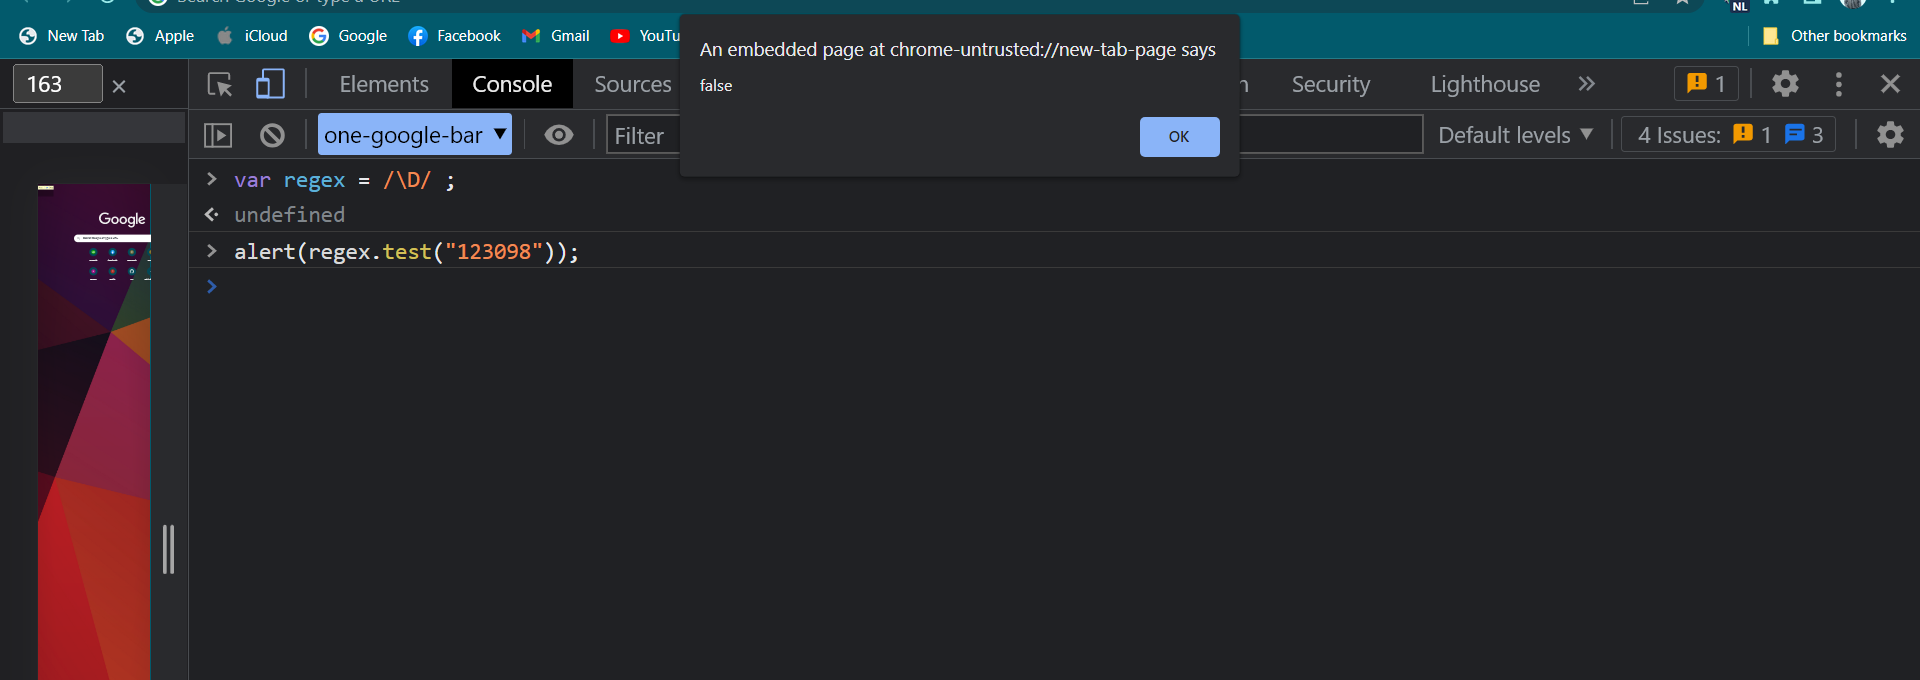 New Tab Apple iCloud Google Facebook Gmail YouTu
NL
Other bookmarks
An embedded page at chrome-untrusted://new-tab-page says
false
OK
163 ×
Elements Console Sources Security Lighthouse 1
one-google-bar Filter Default levels 4 Issues: 1 3
> var regex = /\D/ ;
undefined
> alert(regex.test("123098"));
>
Google